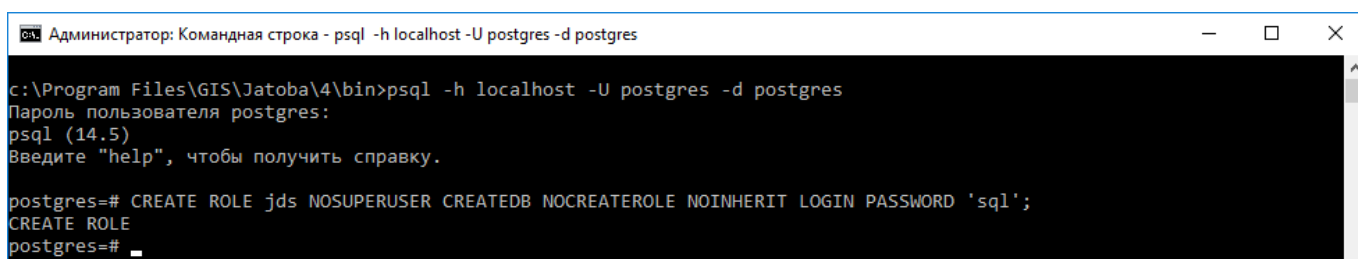 Администратор: Командная строка - psql -h localhost -U postgres -d postgres
c:\Program Files\GIS\Jatoba\4\bin>psql -h localhost -U postgres -d postgres
Пароль пользователя postgres:
psql (14.5)
Введите "help", чтобы получить справку.
postgres=# CREATE ROLE jds NOSUPERUSER CREATEDB NOCREATEROLE NOINHERIT LOGIN PASSWORD 'sql';
CREATE ROLE
postgres=#